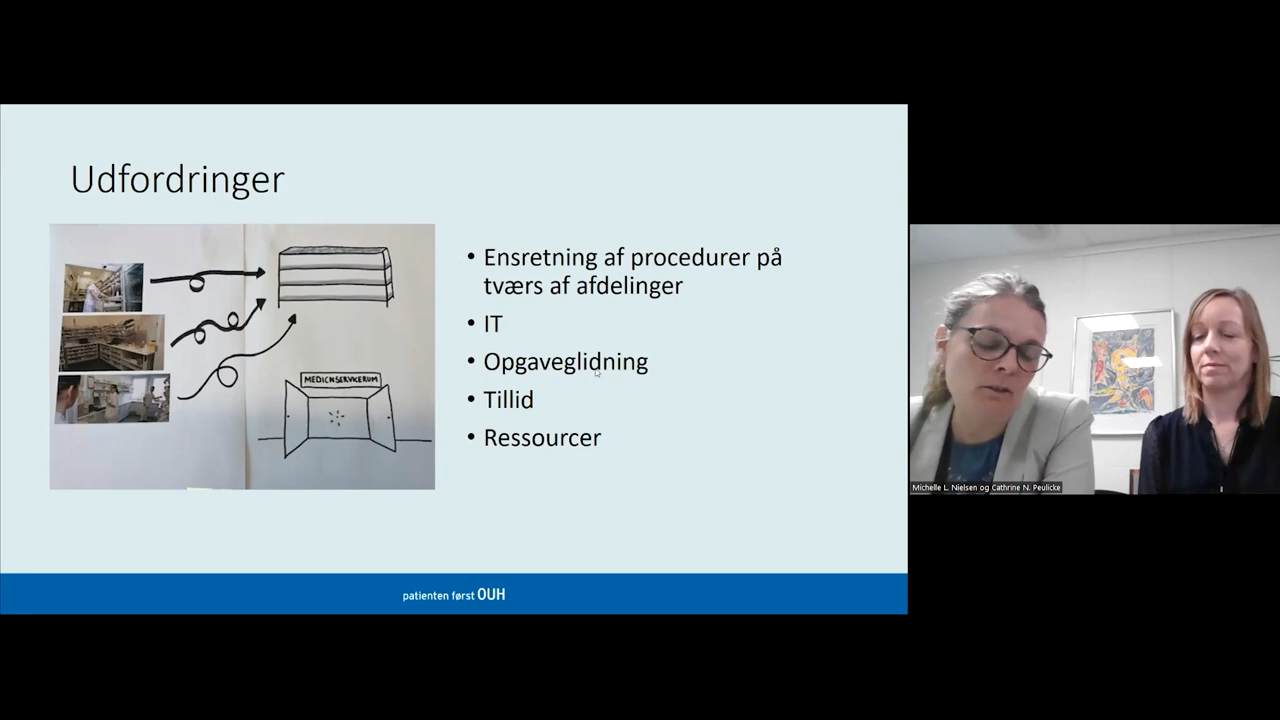 Udfordringer
MEDICINSERVICERUM
• Ensretning af procedurer på
tværs af afdelinger
• IT
• Opgaveglidning
• Tillid
• Ressourcer
patienten først OUH
Michelle L. Nielsen og Cathrine N. Peulicke